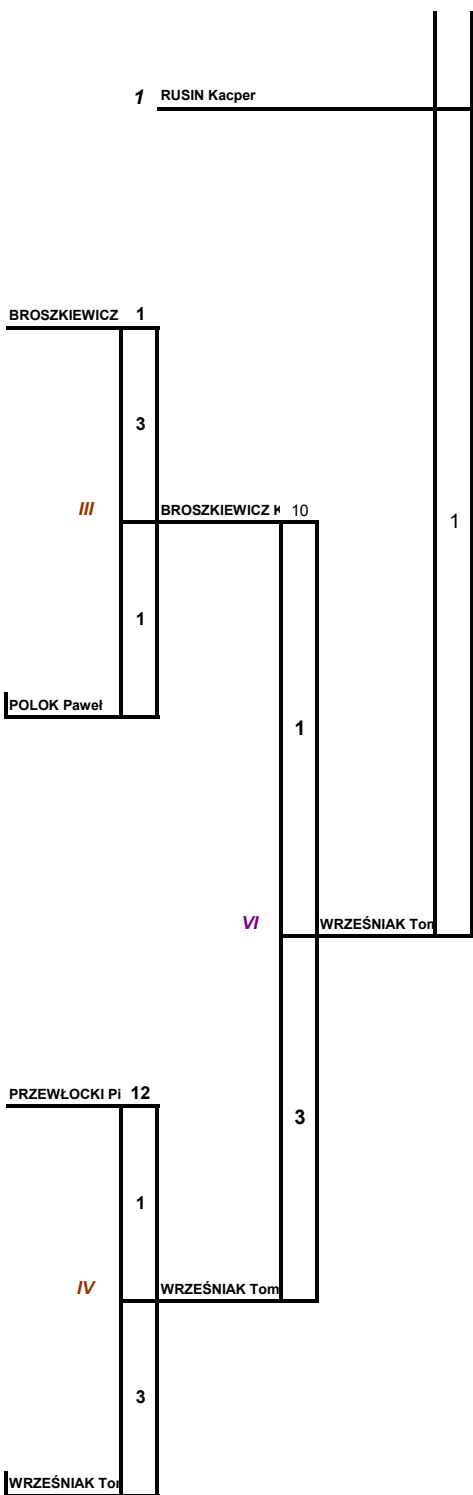 1 RUSIN Kacper
BROSZKIEWICZ 1
3
III BROSZKIEWICZ K 10
1
1
POLOK Paweł
1
VI WRZEŚNIAK Tom
PRZEWŁOCKI Pi 12
3
1
IV WRZEŚNIAK Tom
3
WRZEŚNIAK Tom